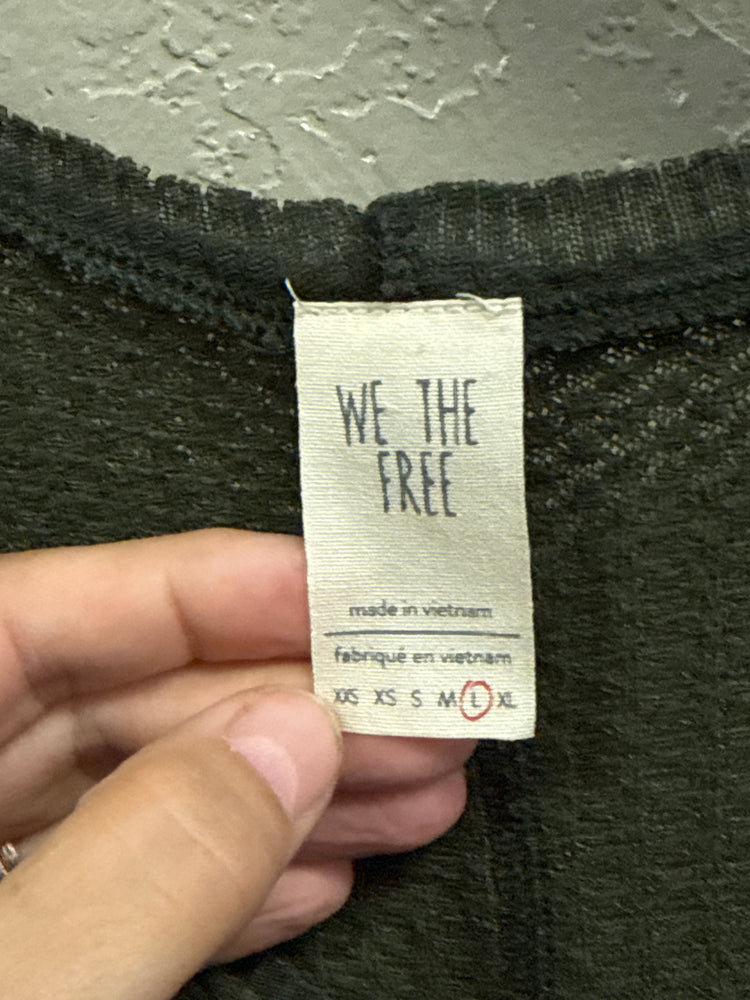 WE THE
FREE
made in vietnam
fabriqué en vietnam
XXS XS S M L XL